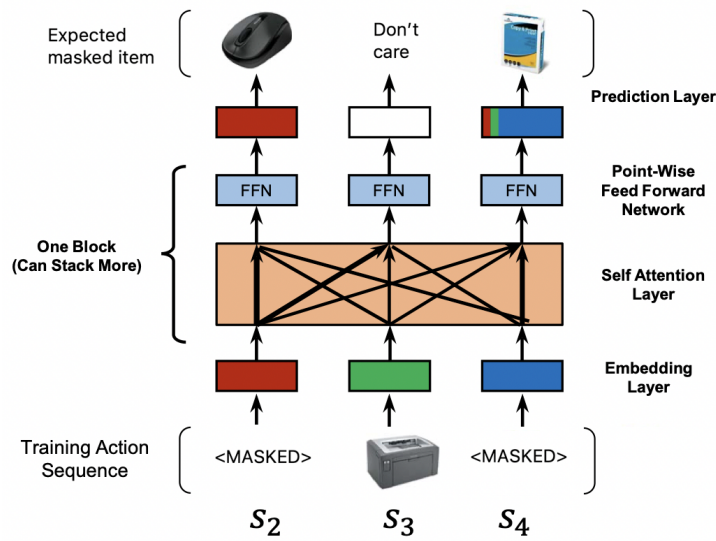 Expected
masked item
Don't
care
Prediction Layer
FFN
FFN
FFN
Point-Wise
Feed Forward
Network
One Block
(Can Stack More)
Self Attention
Layer
Embedding
Layer
Training Action
Sequence
<MASKED>
<MASKED>
S2
S3
S4